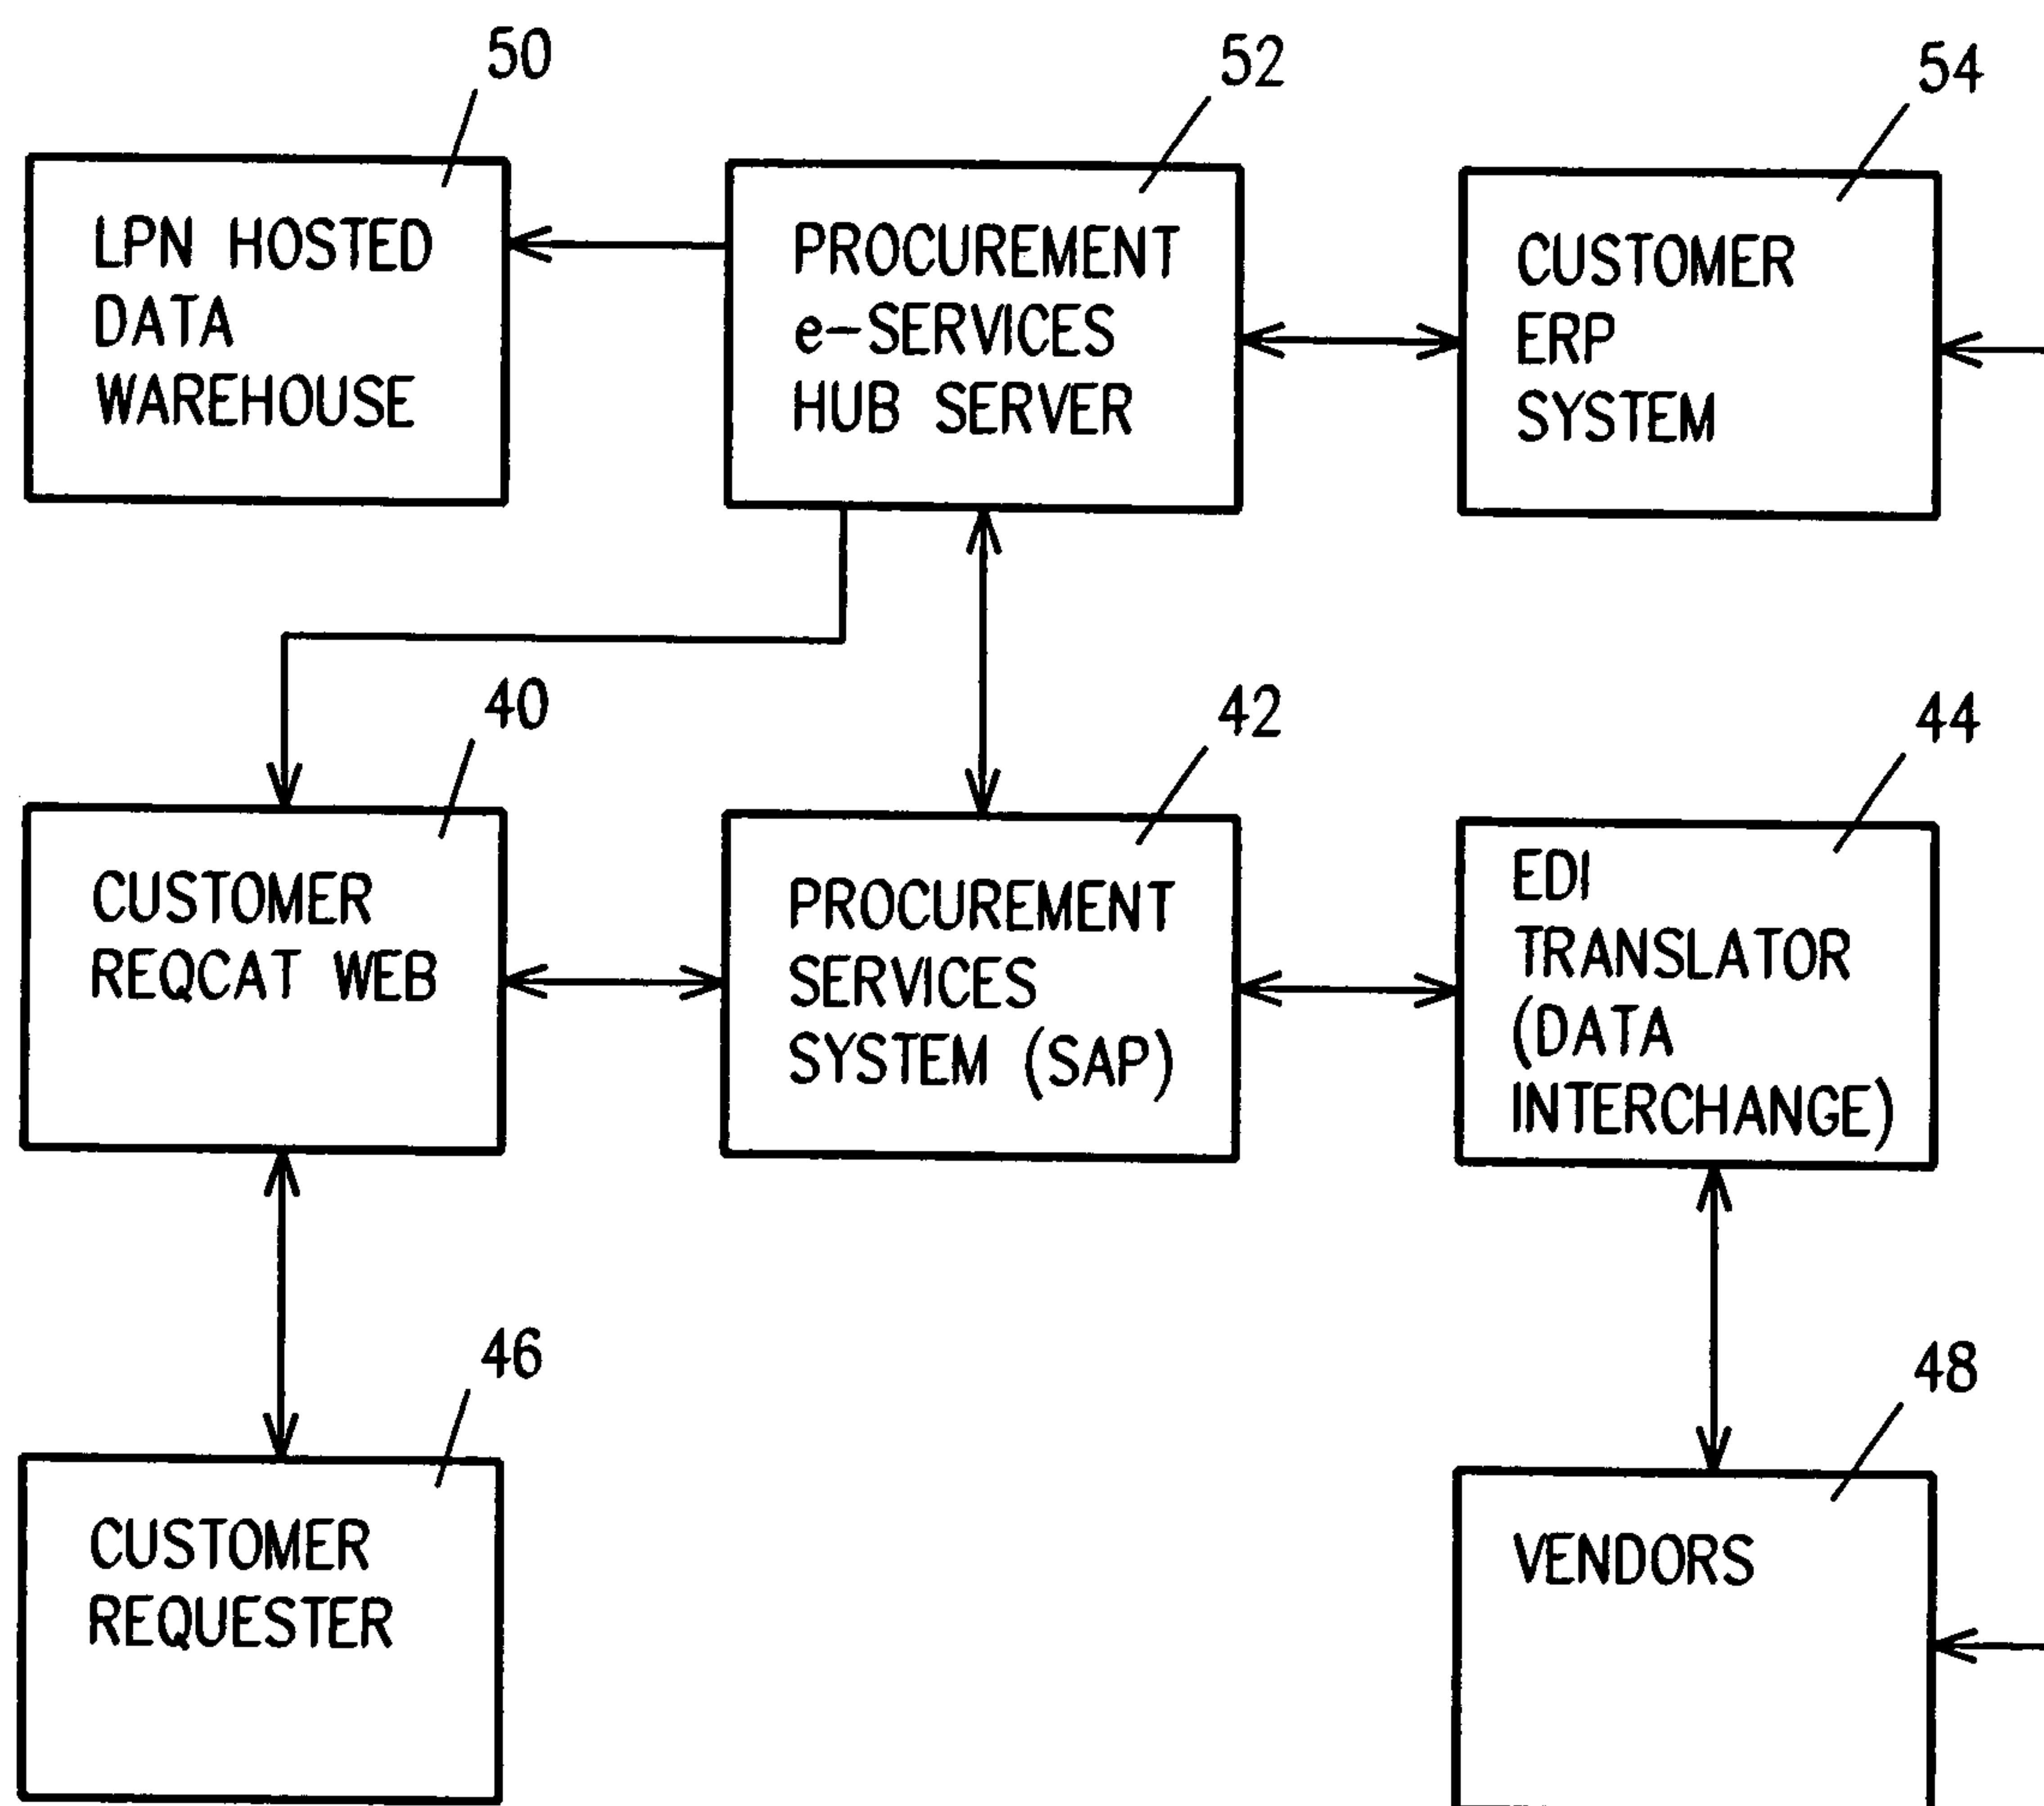 50
LPN HOSTED
DATA
WAREHOUSE
52
PROCUREMENT
e-SERVICES
HUB SERVER
54
CUSTOMER
ERP
SYSTEM
40
CUSTOMER
REQCAT WEB
42
PROCUREMENT
SERVICES
SYSTEM (SAP)
44
EDI
TRANSLATOR
(DATA
INTERCHANGE)
46
CUSTOMER
REQUESTER
48
VENDORS